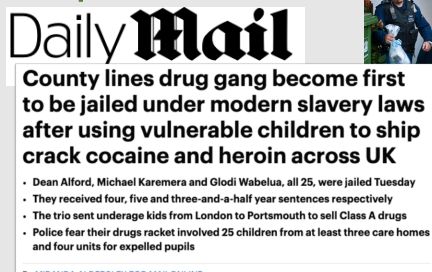 Daily Mail
County lines drug gang become first
to be jailed under modern slavery laws
after using vulnerable children to ship
crack cocaine and heroin across UK
• Dean Alford, Michael Karemera and Glodi Wabelua, all 25, were jailed Tuesday
• They received four, five and three-and-a-half year sentences respectively
• The trio sent underage kids from London to Portsmouth to sell Class A drugs
• Police fear their drugs racket involved 25 children from at least three care homes
and four units for expelled pupils